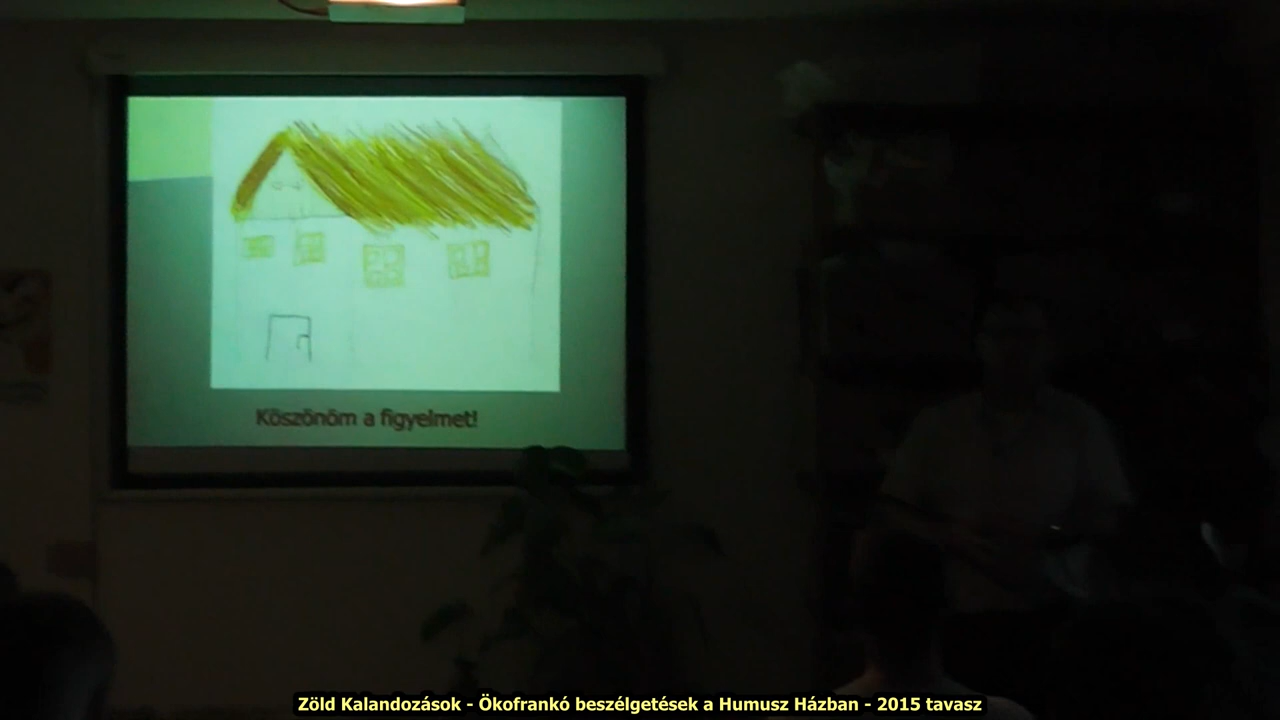 Köszönöm a figyelmet!
Zöld Kalandozások - Ökofrankó beszélgetések a Humusz Házban - 2015 tavasz